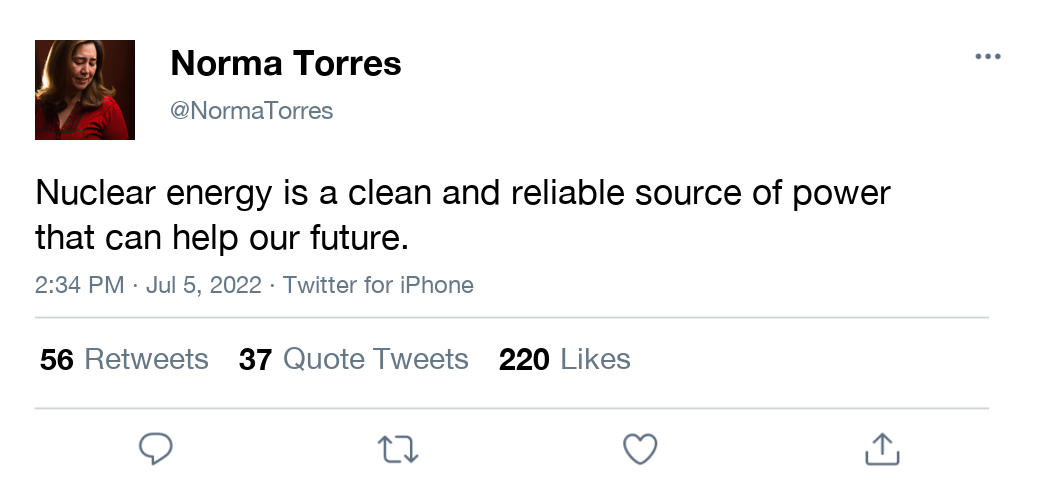 Norma Torres
@NormaTorres
Nuclear energy is a clean and reliable source of power
that can help our future.
2:34 PM · Jul 5, 2022 · Twitter for iPhone
56 Retweets 37 Quote Tweets 220 Likes